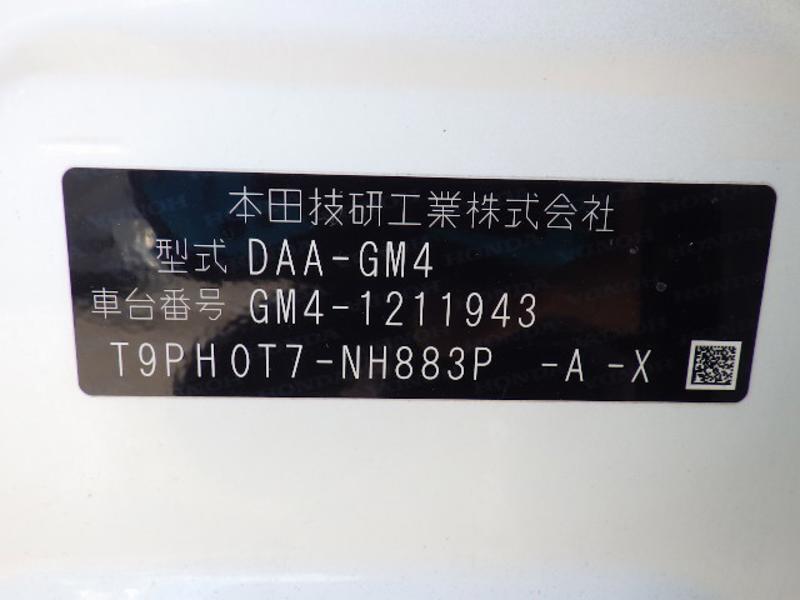 本田技研工業株式会社
型式 DAA-GM4
車台番号 GM4-1211943
T9PH0T7-NH883P -A -X